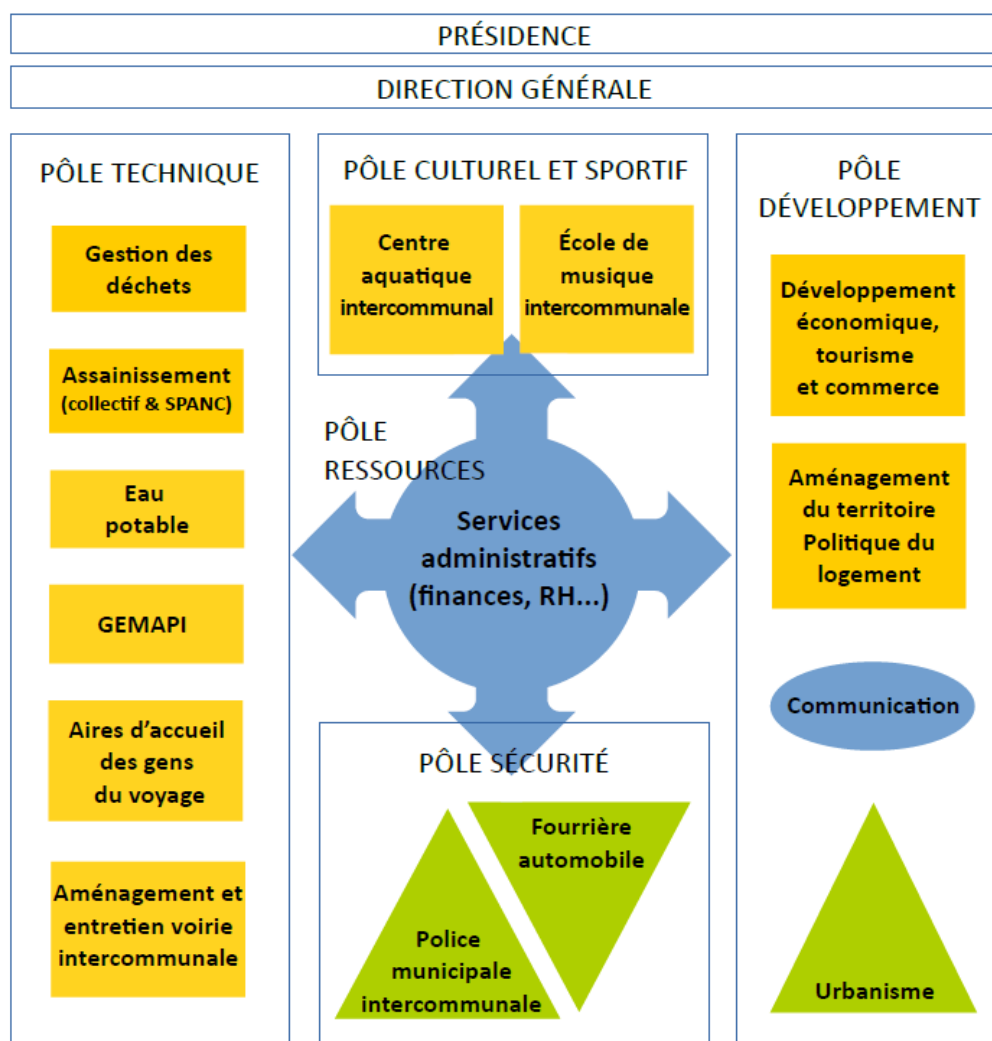 PRÉSIDENCE
DIRECTION GÉNÉRALE
PÔLE TECHNIQUE
Gestion des
déchets
Assainissement
(collectif & SPANC)
Eau
potable
GEMAPI
Aires d’accueil
des gens
du voyage
Aménagement et
entretien voirie
intercommunale
PÔLE CULTUREL ET SPORTIF
Centre
aquatique
intercommunal
École de
musique
intercommunale
PÔLE
RESSOURCES
Services
administratifs
(finances, RH...)
PÔLE SÉCURITÉ
Police
municipale
intercommunale
Fourrière
automobile
PÔLE
DÉVELOPPEMENT
Développement
économique,
tourisme
et commerce
Aménagement
du territoire
Politique du
logement
Communication
Urbanisme